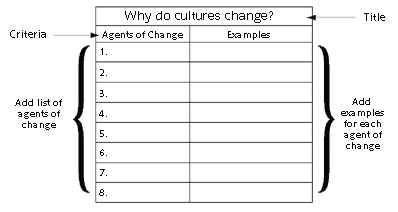 Why do cultures change?
Title
Criteria
Agents of Change
Examples
1.
2.
3.
4.
5.
6.
7.
8.
Add list of
agents of
change
Add
examples
for each
agent of
change